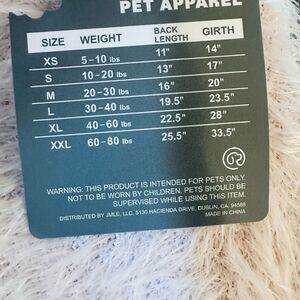 PET APPAREL
SIZE WEIGHT BACK LENGTH GIRTH
XS 5-10 lbs 11" 14"
S 10-20 lbs 13" 17"
M 20-30 lbs 16" 20"
L 30-40 lbs 19.5" 23.5"
XL 40-60 lbs 22.5" 28"
XXL 60-80 lbs 25.5" 33.5"
WARNING: THIS PRODUCT IS INTENDED FOR PETS ONLY.
NOT TO BE WORN BY CHILDREN. PETS SHOULD BE
SUPERVISED WHILE USING THIS ITEM.
DISTRIBUTED BY JMLE, LLC. 5130 HACIENDA DRIVE, DUBLIN, CA. 94568
MADE IN CHINA